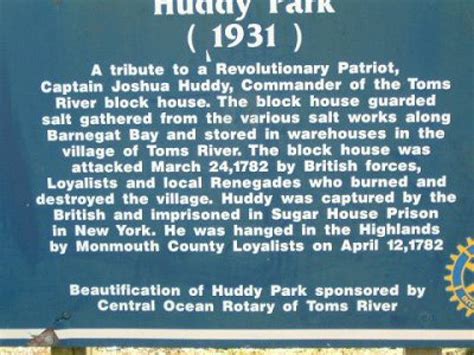 Huddy Park
( 1931 )
A tribute to a Revolutionary Patriot,
Captain Joshua Huddy, Commander of the Toms
River block house. The block house guarded
salt gathered from the various salt works along
Barnegat Bay and stored in warehouses in the
village of Toms River. The block house was
attacked March 24,1782 by British forces,
Loyalists and local Renegades who burned and
destroyed the village. Huddy was captured by the
British and imprisoned in Sugar House Prison
in New York. He was hanged in the Highlands
by Monmouth County Loyalists on April 12,1782
Beautification of Huddy Park sponsored by
Central Ocean Rotary of Toms River